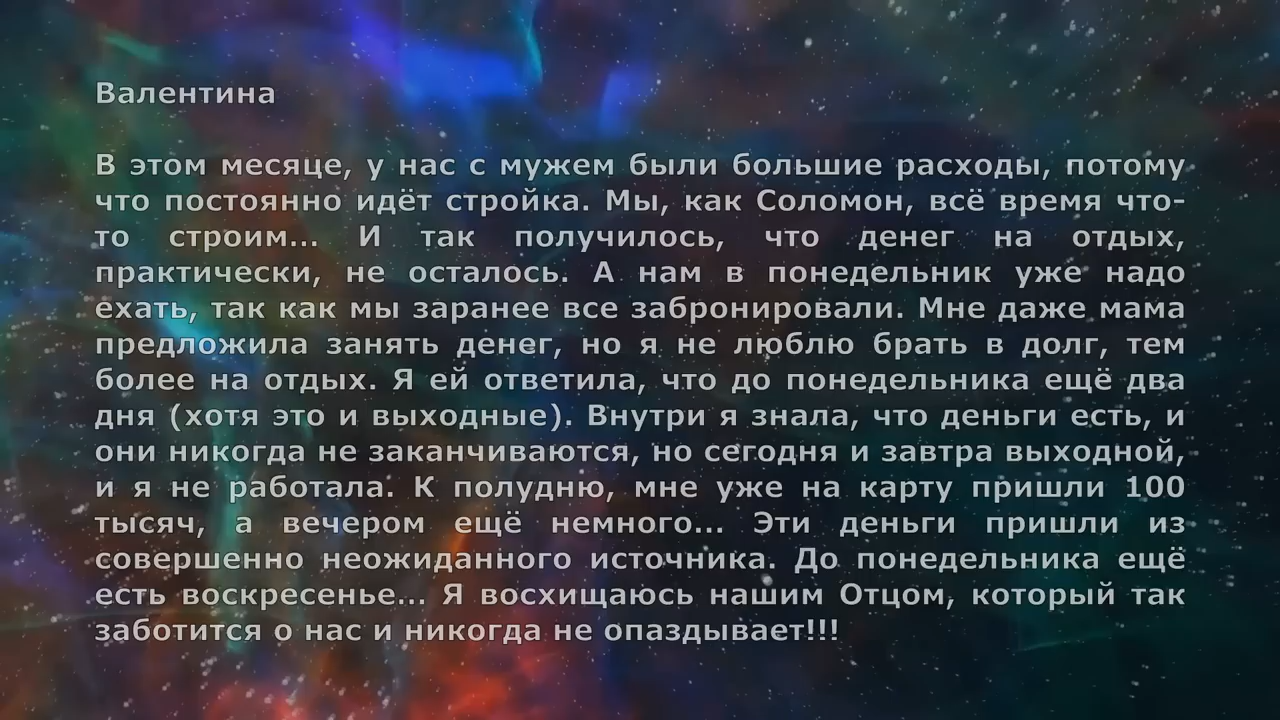 Валентина
В этом месяце, у нас с мужем были большие расходы, потому
что постоянно идёт стройка. Мы, как Соломон, всё время что-
то строим... И так получилось, что денег на отдых,
практически, не осталось. А нам в понедельник уже надо
ехать, так как мы заранее все забронировали. Мне даже мама
предложила занять денег, но я не люблю брать в долг, тем
более на отдых. Я ей ответила, что до понедельника ещё два
дня (хотя это и выходные). Внутри я знала, что деньги есть, и
они никогда не заканчиваются, но сегодня и завтра выходной,
и я не работала. К полудню, мне уже на карту пришли 100
тысяч, а вечером ещё немного... Эти деньги пришли из
совершенно неожиданного источника. До понедельника ещё
есть воскресенье... Я восхищаюсь нашим Отцом, который так
заботится о нас и никогда не опаздывает!!!